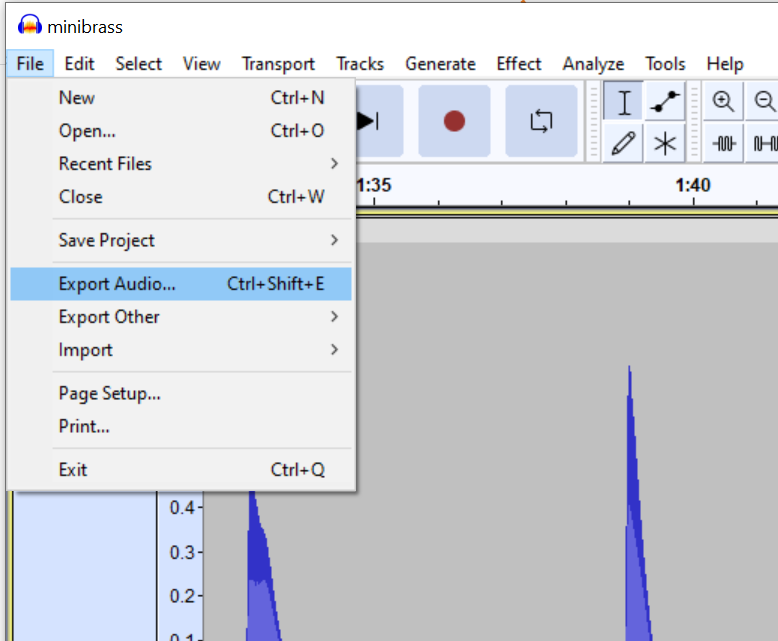 minibrass
File Edit Select View Transport Tracks Generate Effect Analyze Tools Help
New Ctrl+N
Open... Ctrl+O
Recent Files
Close Ctrl+W
1:35 1:40
Save Project
Export Audio... Ctrl+Shift+E
Export Other
Import
Page Setup...
Print...
Exit Ctrl+Q
0.4
0.3
0.2
0.1